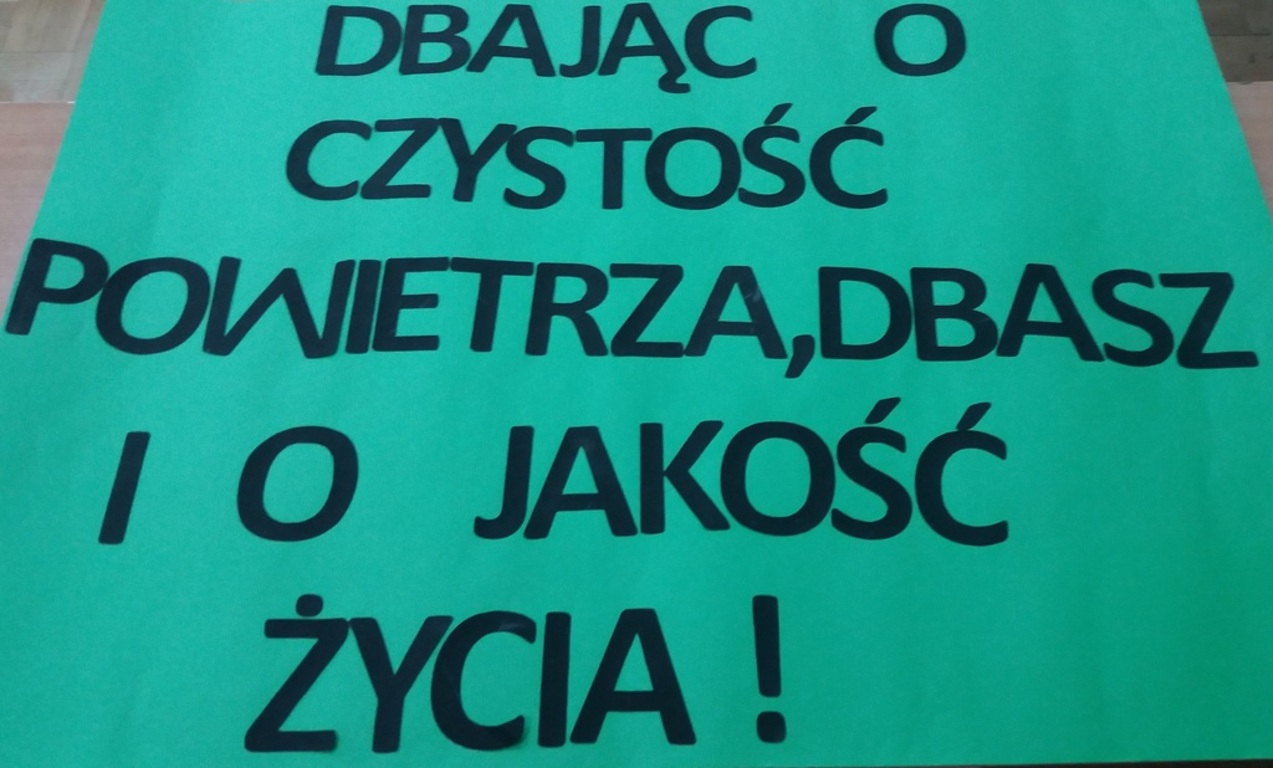 DBAJĄC O
CZYSTOŚĆ
POWIETRZA,DBASZ
I O JAKOŚĆ
ŻYCIA !